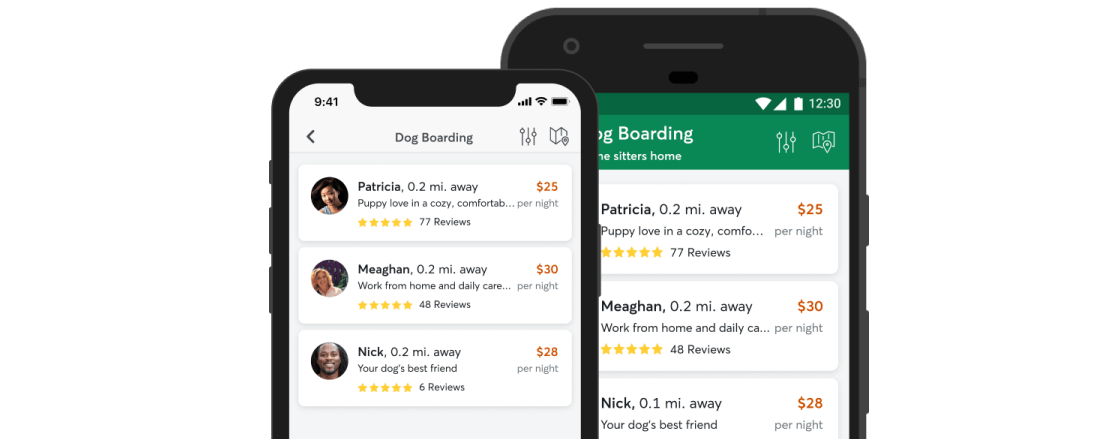 9:41
Dog Boarding
Patricia, 0.2 mi. away
$25
Puppy love in a cozy, comfortab...
per night
77 Reviews
Meaghan, 0.2 mi. away
$30
Work from home and daily care...
per night
48 Reviews
Nick, 0.2 mi. away
$28
Your dog's best friend
per night
6 Reviews
12:30
og Boarding
ne sitters home
Patricia, 0.2 mi. away
$25
Puppy love in a cozy, comfo...
per night
77 Reviews
Meaghan, 0.2 mi. away
$30
Work from home and daily ca...
per night
48 Reviews
Nick, 0.1 mi. away
$28
Your dog's best friend
per night